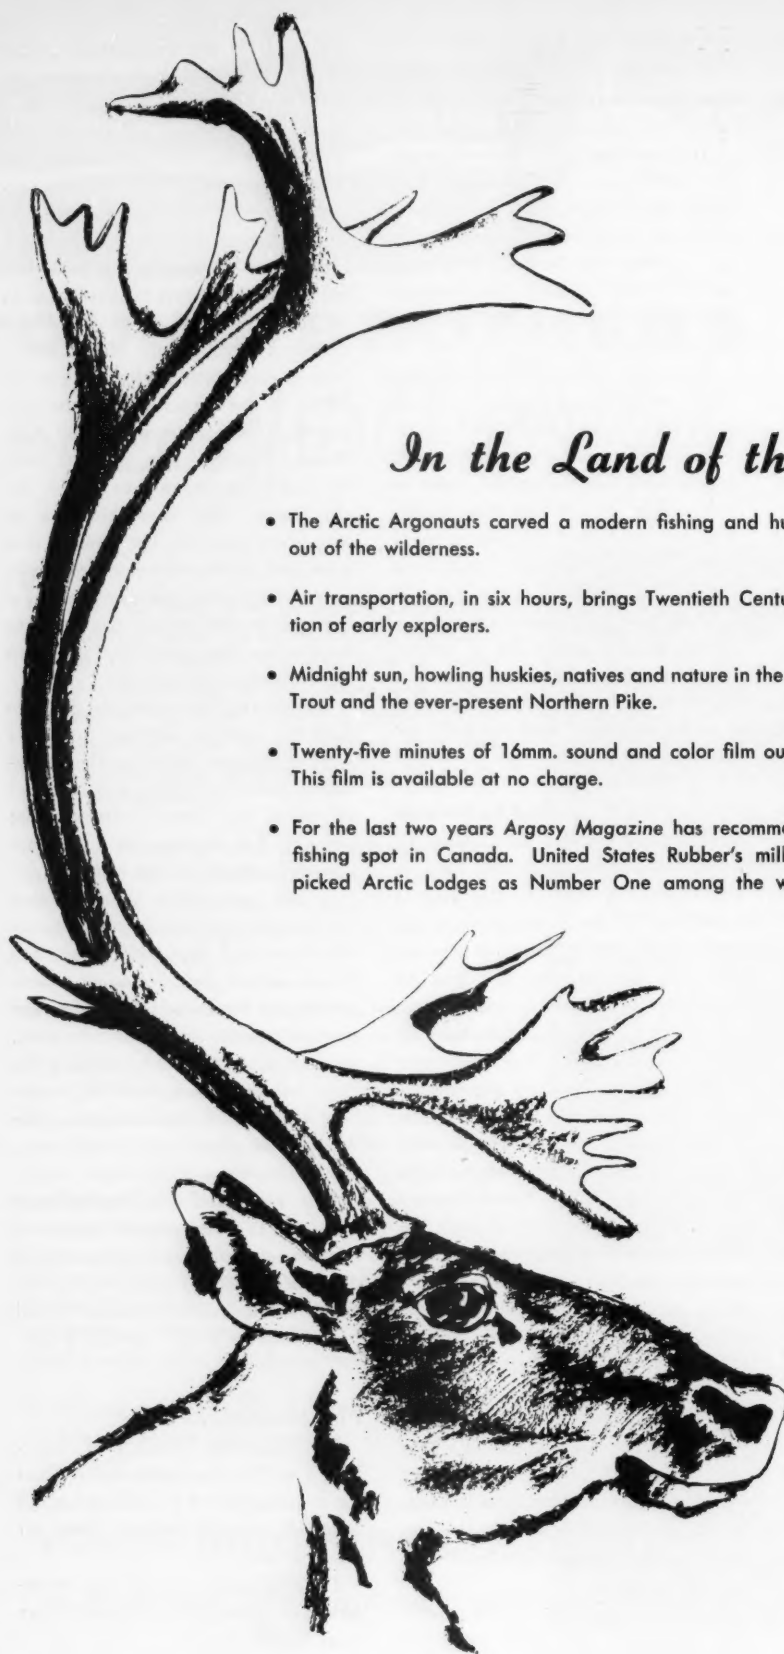 In the Land of th
• The Arctic Argonauts carved a modern fishing and hu
out of the wilderness.
• Air transportation, in six hours, brings Twentieth Centu
tion of early explorers.
• Midnight sun, howling huskies, natives and nature in the
Trout and the ever-present Northern Pike.
• Twenty-five minutes of 16mm. sound and color film ou
This film is available at no charge.
• For the last two years Argosy Magazine has recomme
fishing spot in Canada. United States Rubber's mill
picked Arctic Lodges as Number One among the w